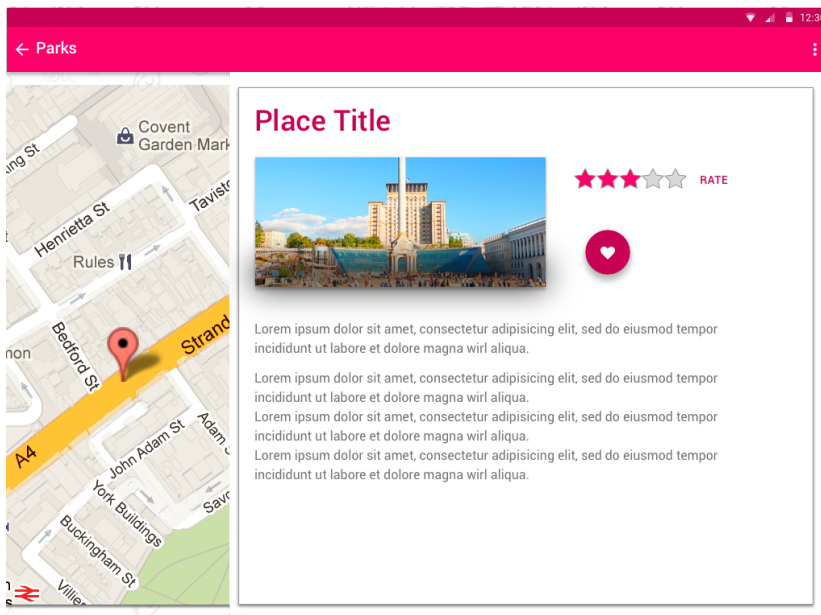 12:30
Parks
Covent
Garden Mark
ing St
Henrietta St
Tavisto
Rules
Bedford St
Strand
mon
A4
John Adam St
Adam
York Buildings
Savo
Buckingham St
Villie
Place Title
RATE
Lorem ipsum dolor sit amet, consectetur adipisicing elit, sed do eiusmod tempor
incididunt ut labore et dolore magna wirl aliqua.
Lorem ipsum dolor sit amet, consectetur adipisicing elit, sed do eiusmod tempor
incididunt ut labore et dolore magna wirl aliqua.
Lorem ipsum dolor sit amet, consectetur adipisicing elit, sed do eiusmod tempor
incididunt ut labore et dolore magna wirl aliqua.
Lorem ipsum dolor sit amet, consectetur adipisicing elit, sed do eiusmod tempor
incididunt ut labore et dolore magna wirl aliqua.